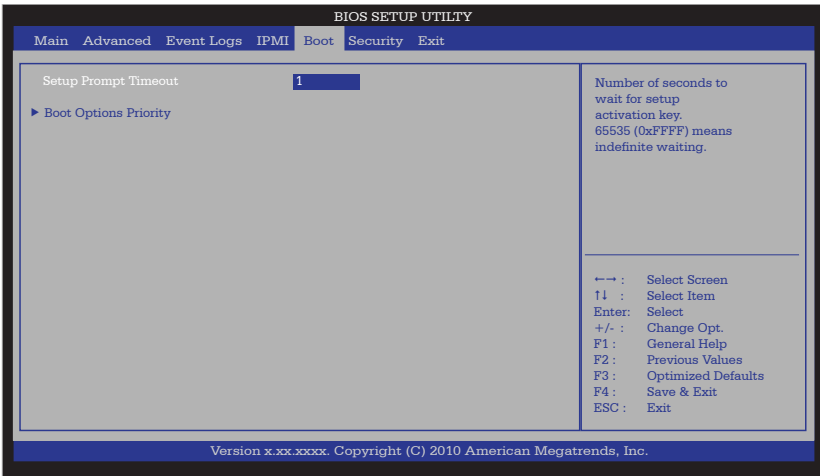 BIOS SETUP UTILTY
Main Advanced Event Logs IPMI Boot Security Exit
Setup Prompt Timeout 1
▶ Boot Options Priority
Number of seconds to
wait for setup
activation key.
65535 (0xFFFF) means
indefinite waiting.
←→ : Select Screen
↑↓ : Select Item
Enter: Select
+/- : Change Opt.
F1 : General Help
F2 : Previous Values
F3 : Optimized Defaults
F4 : Save & Exit
ESC : Exit
Version x.xx.xxxx. Copyright (C) 2010 American Megatrends, Inc.